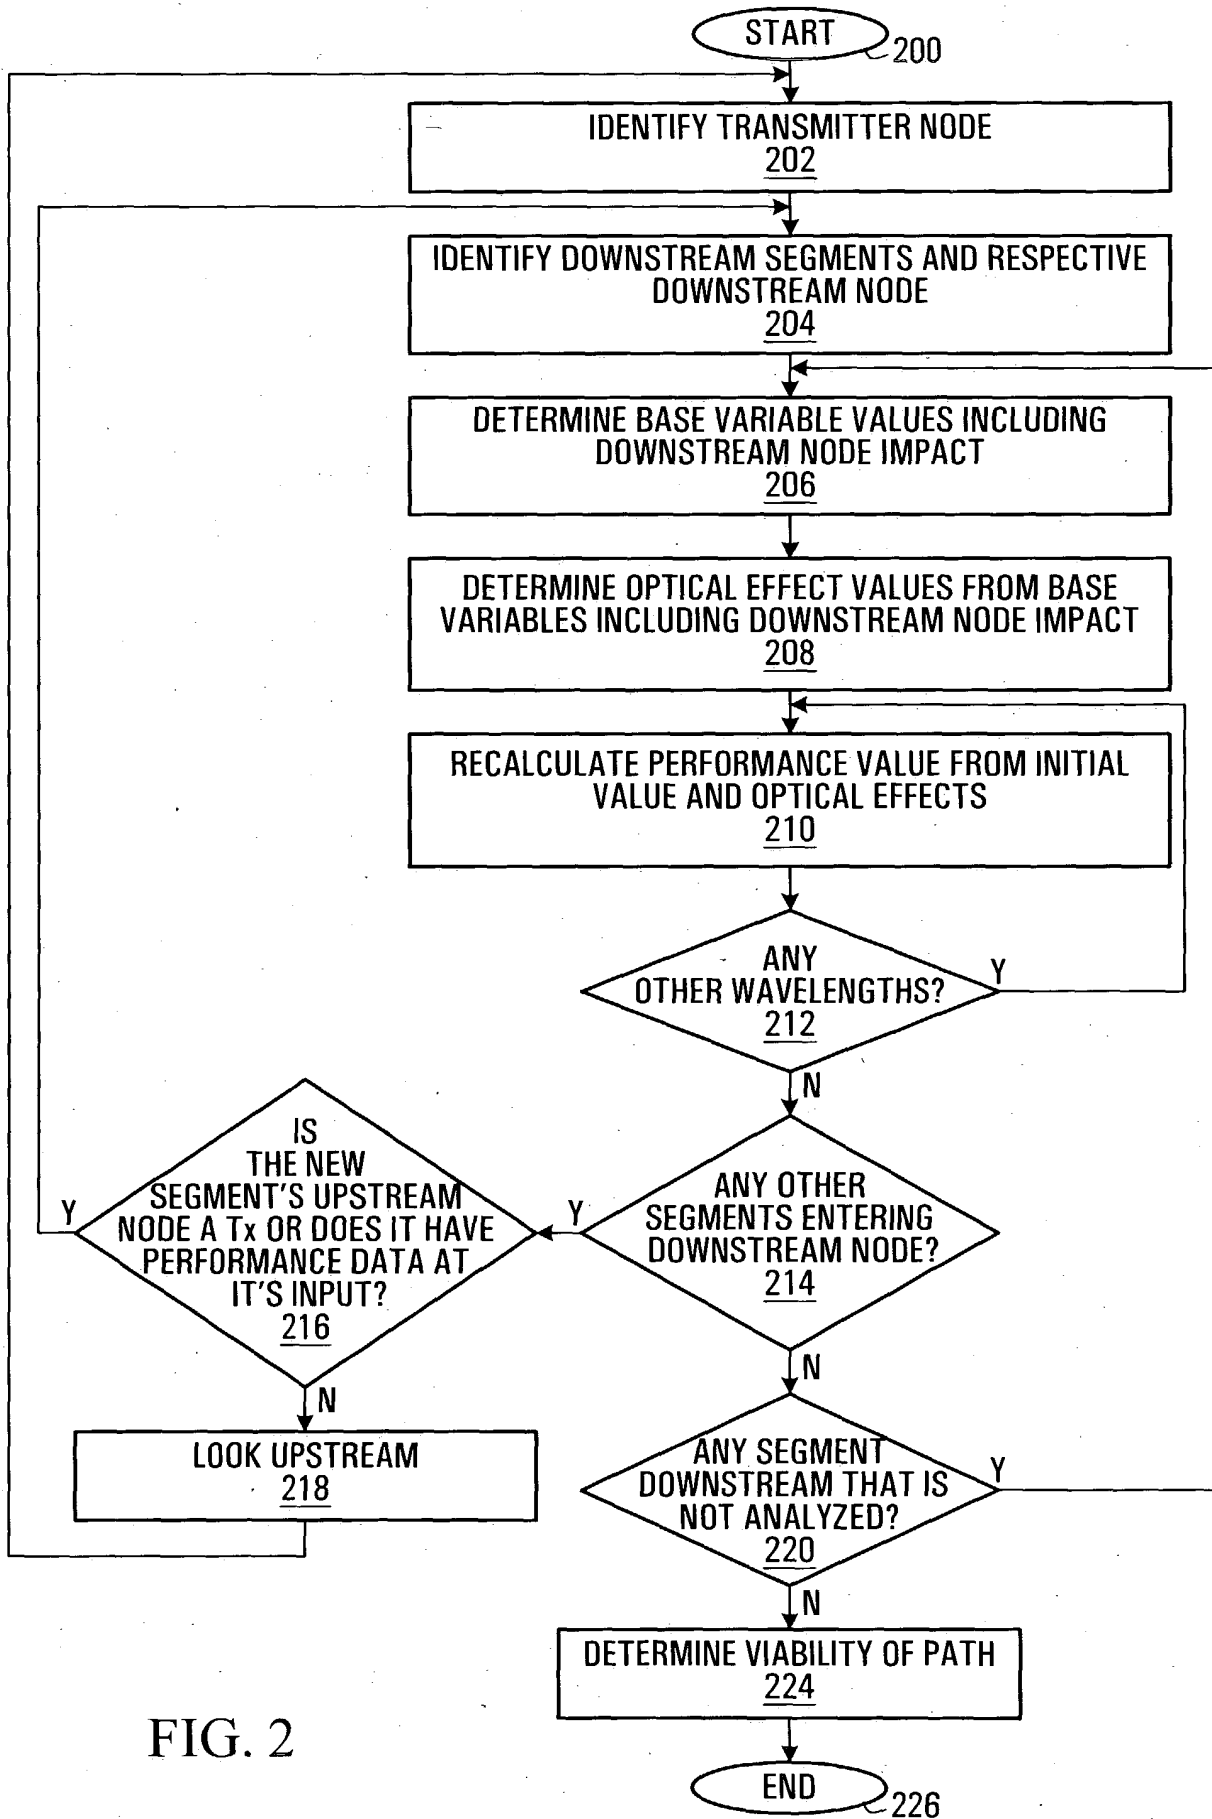 START
200
IDENTIFY TRANSMITTER NODE
202
IDENTIFY DOWNSTREAM SEGMENTS AND RESPECTIVE
DOWNSTREAM NODE
204
DETERMINE BASE VARIABLE VALUES INCLUDING
DOWNSTREAM NODE IMPACT
206
DETERMINE OPTICAL EFFECT VALUES FROM BASE
VARIABLES INCLUDING DOWNSTREAM NODE IMPACT
208
RECALCULATE PERFORMANCE VALUE FROM INITIAL
VALUE AND OPTICAL EFFECTS
210
ANY
OTHER WAVELENGTHS?
212
Y
N
ANY OTHER
SEGMENTS ENTERING
DOWNSTREAM NODE?
214
Y
N
IS
THE NEW
SEGMENT'S UPSTREAM
NODE A Tx OR DOES IT HAVE
PERFORMANCE DATA AT
IT'S INPUT?
216
Y
N
LOOK UPSTREAM
218
ANY SEGMENT
DOWNSTREAM THAT IS
NOT ANALYZED?
220
Y
N
DETERMINE VIABILITY OF PATH
224
END
226
FIG. 2